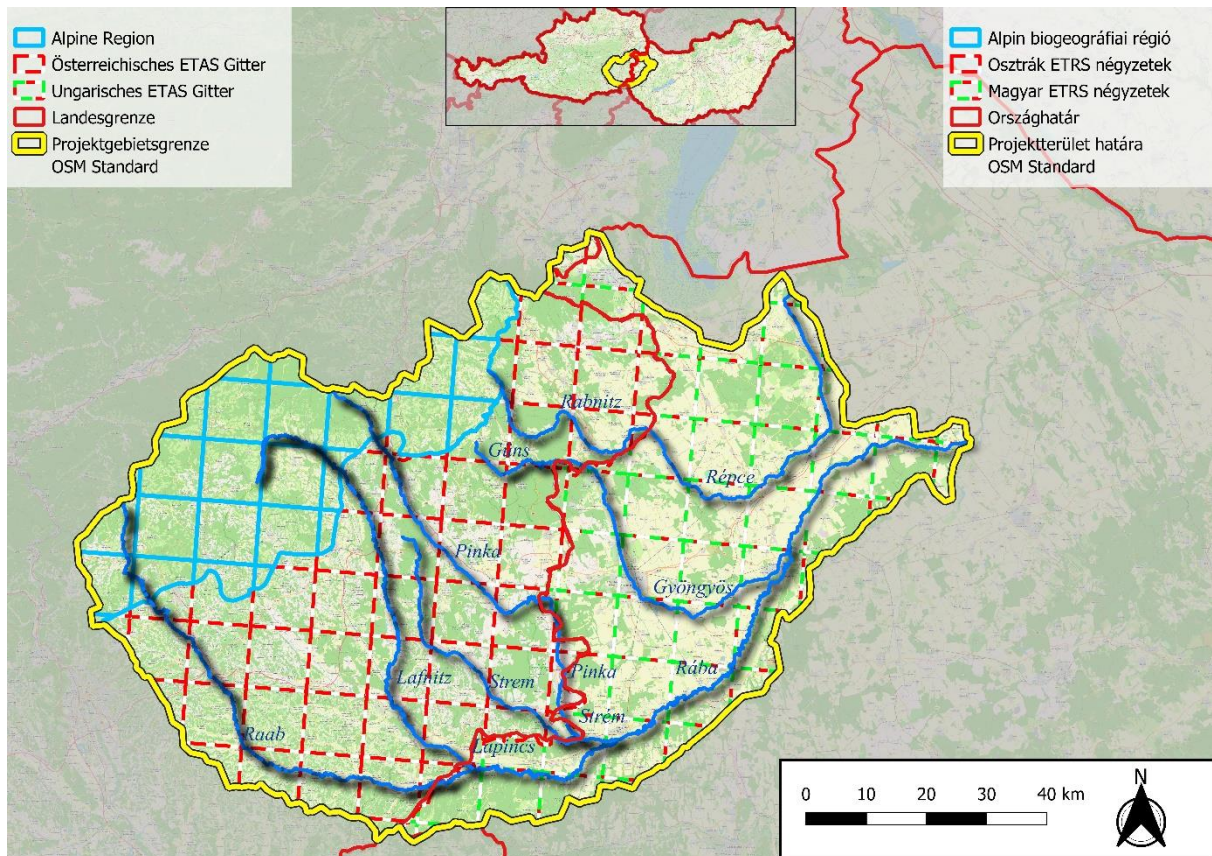 Alpine Region
Österreichisches ETAS Gitter
Ungarisches ETAS Gitter
Landesgrenze
Projektgebietsgrenze
OSM Standard
Alpin biogeográfiai régió
Osztrák ETRS négyzetek
Magyar ETRS négyzetek
Országhatár
Projektterület határa
OSM Standard
Rabnitz
Güns
Répce
Pinka
Gyöngyös
Lafnitz
Strem
Pinka
Rába
Strém
Raab
Lapincs
N
0 10 20 30 40 km